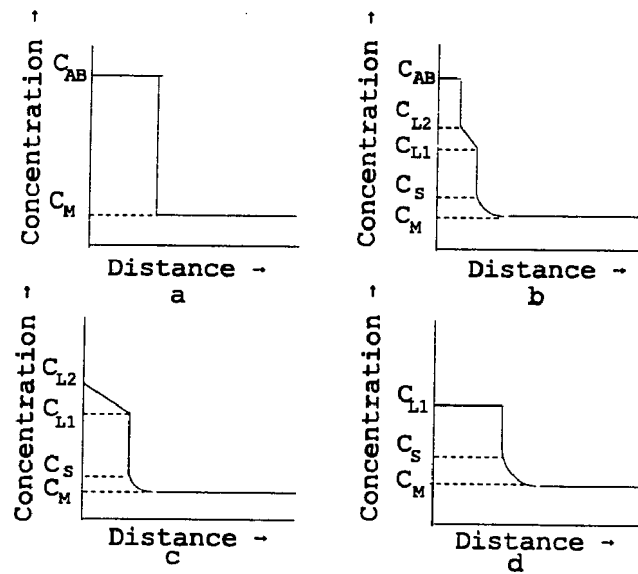 Concentration →
C_AB
C_M
Distance →
a
Concentration →
C_AB
C_L2
C_L1
C_S
C_M
Distance →
b
Concentration →
C_L2
C_L1
C_S
C_M
Distance →
c
Concentration →
C_L1
C_S
C_M
Distance →
d